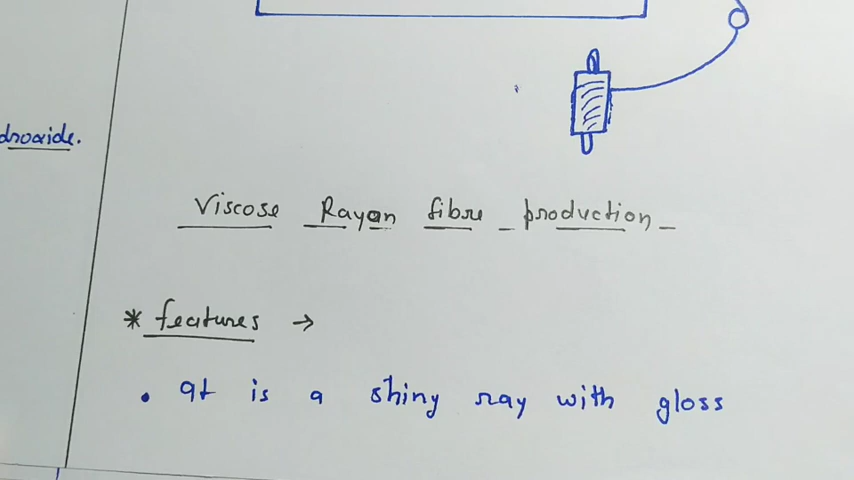 droxide.
Viscose Rayon fibre production
* features →
• It is a shiny ray with gloss